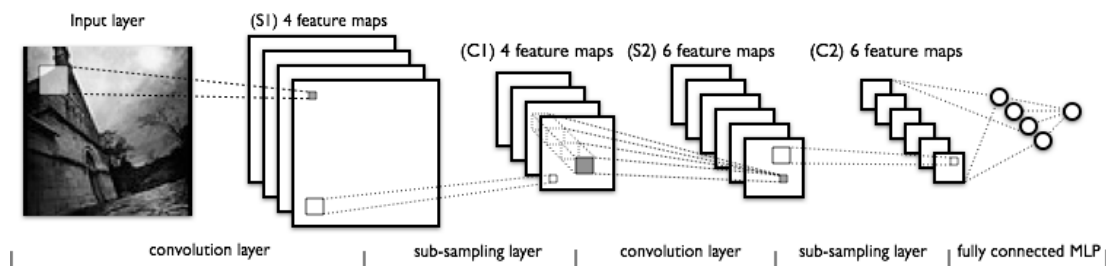 Input layer
(S1) 4 feature maps
(C1) 4 feature maps
(S2) 6 feature maps
(C2) 6 feature maps
convolution layer
sub-sampling layer
convolution layer
sub-sampling layer
fully connected MLP